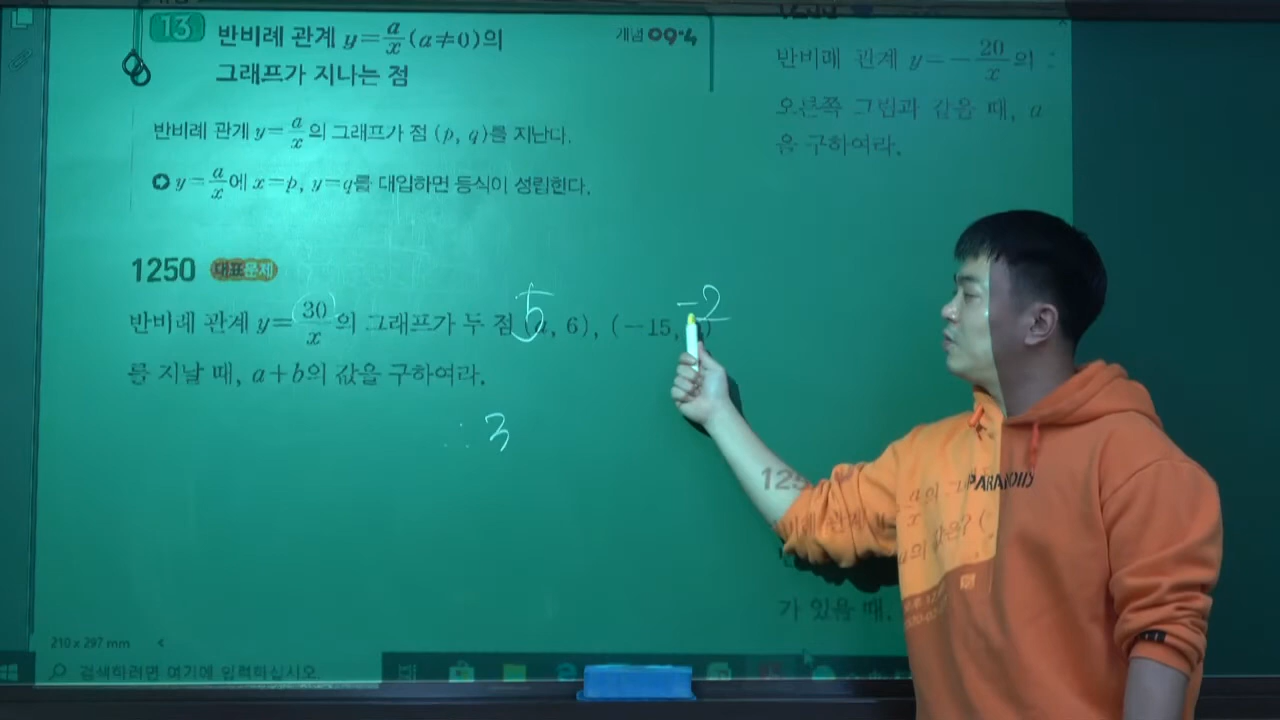 13 반비례 관계 y=a/x(a≠0)의
그래프가 지나는 점
개념 09·4
반비례 관계 y=a/x의 그래프가 점 (p, q)를 지난다.
➲ y=a/x에 x=p, y=q를 대입하면 등식이 성립한다.
1250 대표문제
5
-2
반비례 관계 y=30/x의 그래프가 두 점 (a, 6), (-15, )
를 지날 때, a+b의 값을 구하여라.
∴ 3
반비례 관계 y=-20/x의
오른쪽 그림과 같을 때, a
을 구하여라.
PARANOIIS
가 있을 때,
210 x 297 mm <
검색하려면 여기에 입력하십시오.